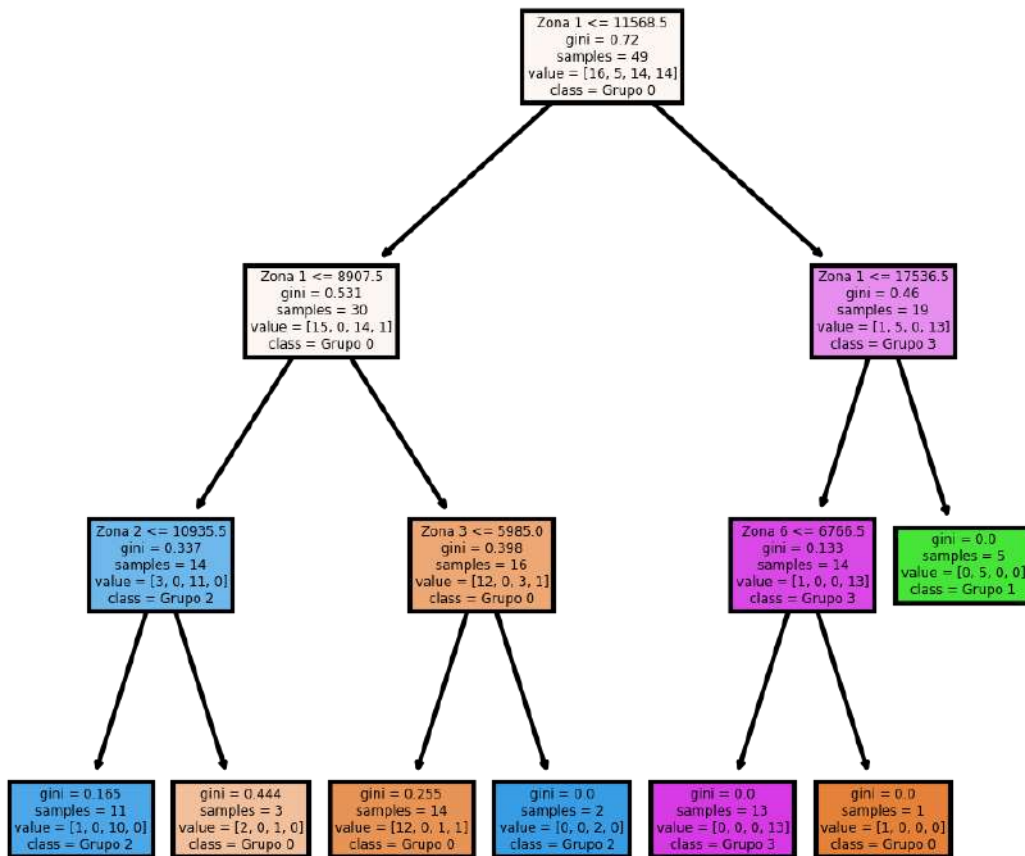 Zona 1 <= 11568.5
gini = 0.72
samples = 49
value = [16, 5, 14, 14]
class = Grupo 0
Zona 1 <= 8907.5
gini = 0.531
samples = 30
value = [15, 0, 14, 1]
class = Grupo 0
Zona 1 <= 17536.5
gini = 0.46
samples = 19
value = [1, 5, 0, 13]
class = Grupo 3
Zona 2 <= 10935.5
gini = 0.337
samples = 14
value = [3, 0, 11, 0]
class = Grupo 2
Zona 3 <= 5985.0
gini = 0.398
samples = 16
value = [12, 0, 3, 1]
class = Grupo 0
Zona 6 <= 6766.5
gini = 0.133
samples = 14
value = [1, 0, 0, 13]
class = Grupo 3
gini = 0.0
samples = 5
value = [0, 5, 0, 0]
class = Grupo 1
gini = 0.165
samples = 11
value = [1, 0, 10, 0]
class = Grupo 2
gini = 0.444
samples = 3
value = [2, 0, 1, 0]
class = Grupo 0
gini = 0.255
samples = 14
value = [12, 0, 1, 1]
class = Grupo 0
gini = 0.0
samples = 2
value = [0, 0, 2, 0]
class = Grupo 2
gini = 0.0
samples = 13
value = [0, 0, 0, 13]
class = Grupo 3
gini = 0.0
samples = 1
value = [1, 0, 0, 0]
class = Grupo 0